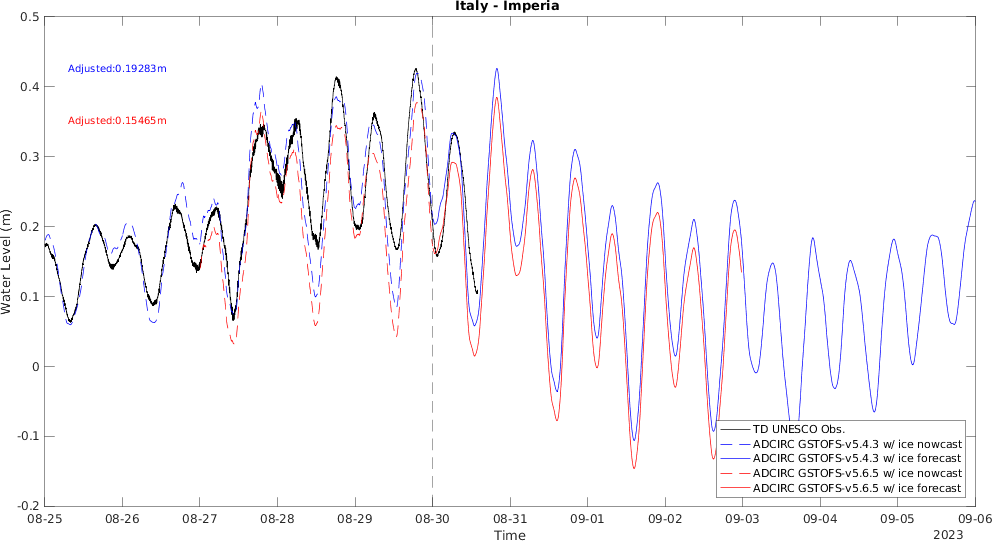 Italy - Imperia
0.5
0.4
0.3
0.2
0.1
0
-0.1
-0.2
Water Level (m)
Adjusted:0.19283m
Adjusted:0.15465m
TD UNESCO Obs.
ADCIRC GSTOFS-v5.4.3 w/ ice nowcast
ADCIRC GSTOFS-v5.4.3 w/ ice forecast
ADCIRC GSTOFS-v5.6.5 w/ ice nowcast
ADCIRC GSTOFS-v5.6.5 w/ ice forecast
08-25 08-26 08-27 08-28 08-29 08-30 08-31 09-01 09-02 09-03 09-04 09-05 09-06
Time
2023